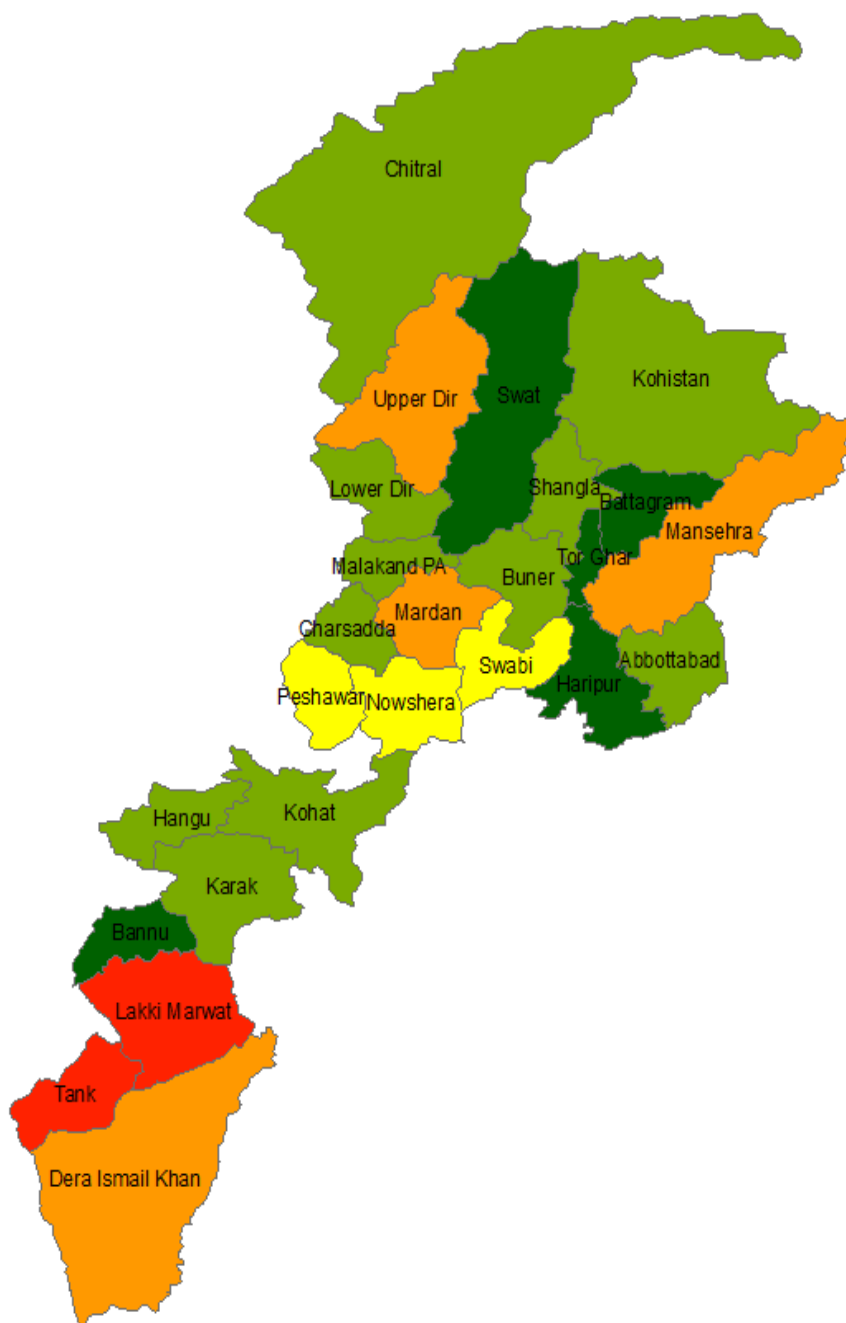 Chitral
Kohistan
Upper Dir
Swat
Lower Dir
Shangla
Battagram
Mansehra
Tor Ghar
Malakand PA
Buner
Mardan
Charsadda
Swabi
Abbottabad
Haripur
Peshawar
Nowshera
Kohat
Hangu
Karak
Bannu
Lakki Marwat
Tank
Dera Ismail Khan